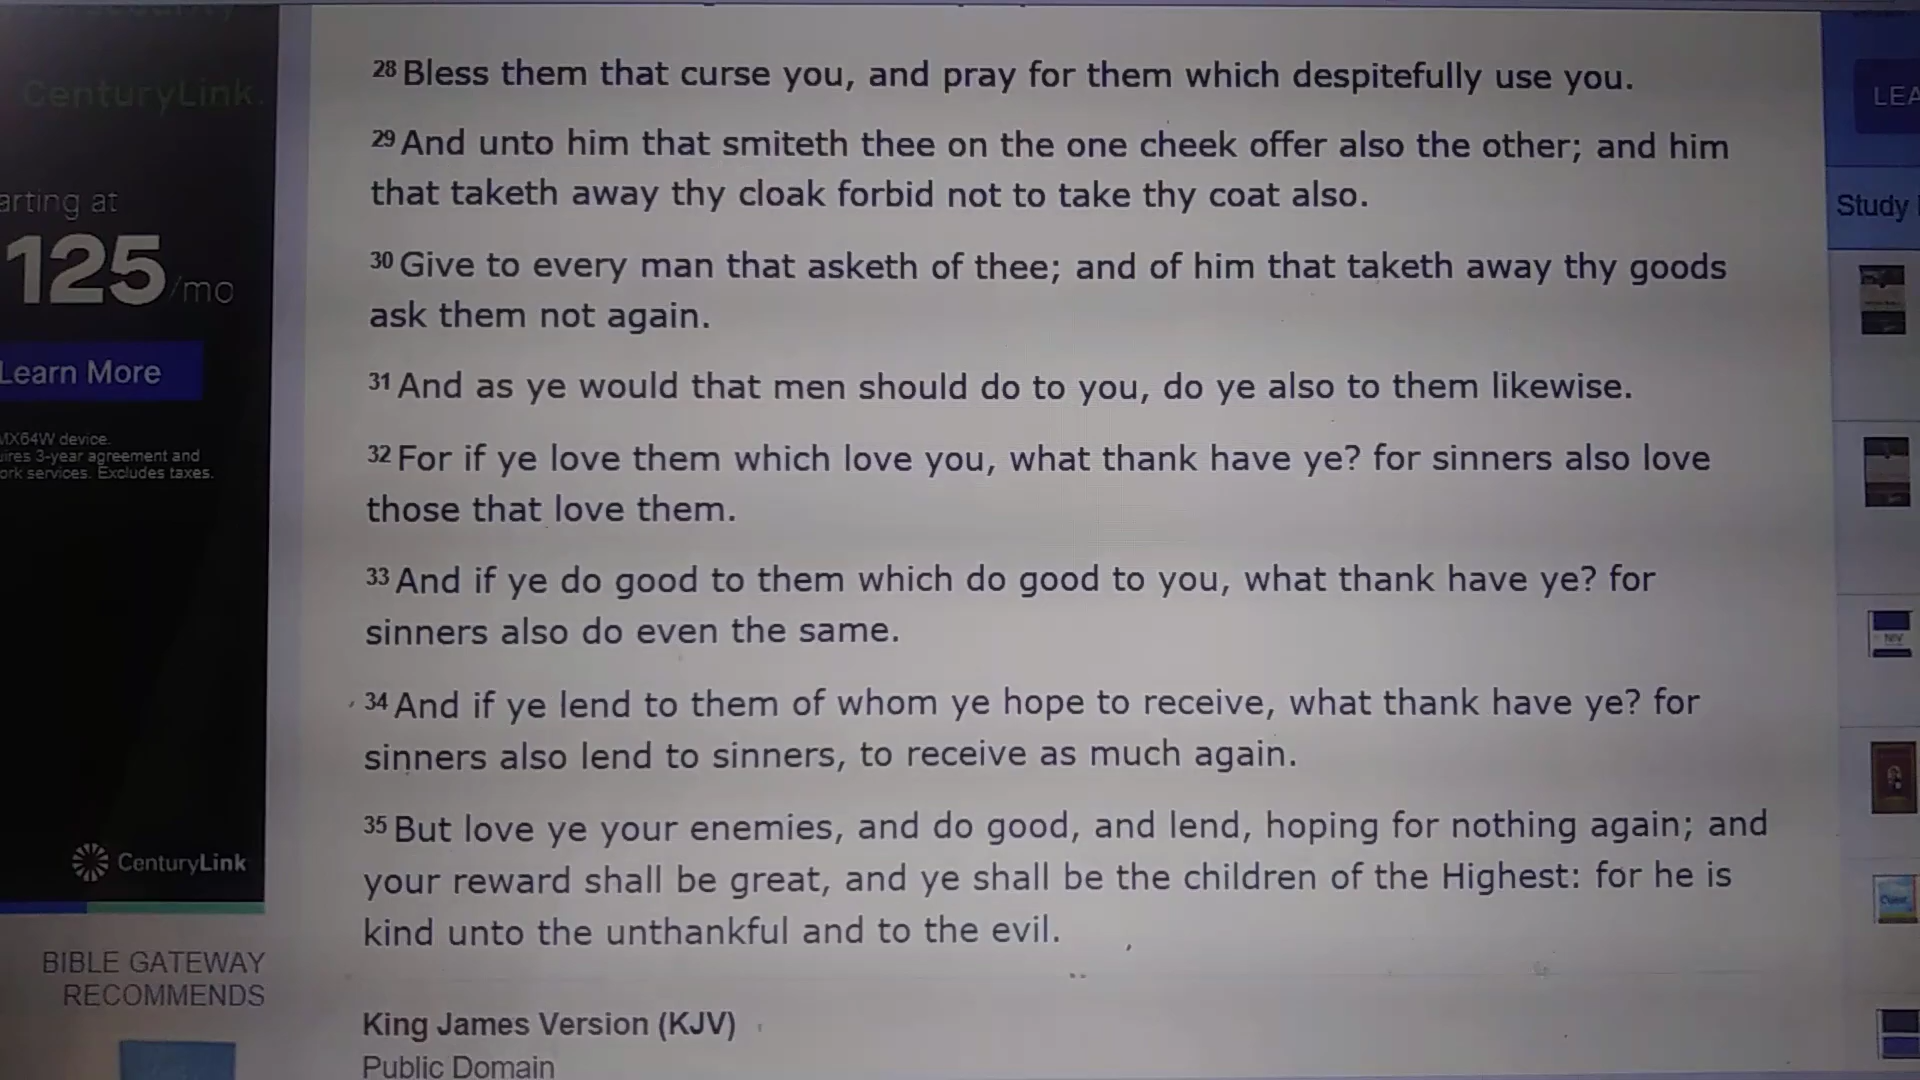 CenturyLink.
arting at
125/mo
Learn More
MX64W device.
uires 3-year agreement and
ork services. Excludes taxes.
CenturyLink
BIBLE GATEWAY
RECOMMENDS
28 Bless them that curse you, and pray for them which despitefully use you.
29 And unto him that smiteth thee on the one cheek offer also the other; and him
that taketh away thy cloak forbid not to take thy coat also.
30 Give to every man that asketh of thee; and of him that taketh away thy goods
ask them not again.
31 And as ye would that men should do to you, do ye also to them likewise.
32 For if ye love them which love you, what thank have ye? for sinners also love
those that love them.
33 And if ye do good to them which do good to you, what thank have ye? for
sinners also do even the same.
34 And if ye lend to them of whom ye hope to receive, what thank have ye? for
sinners also lend to sinners, to receive as much again.
35 But love ye your enemies, and do good, and lend, hoping for nothing again; and
your reward shall be great, and ye shall be the children of the Highest: for he is
kind unto the unthankful and to the evil.
King James Version (KJV)
Public Domain
LEA
Study
NIV